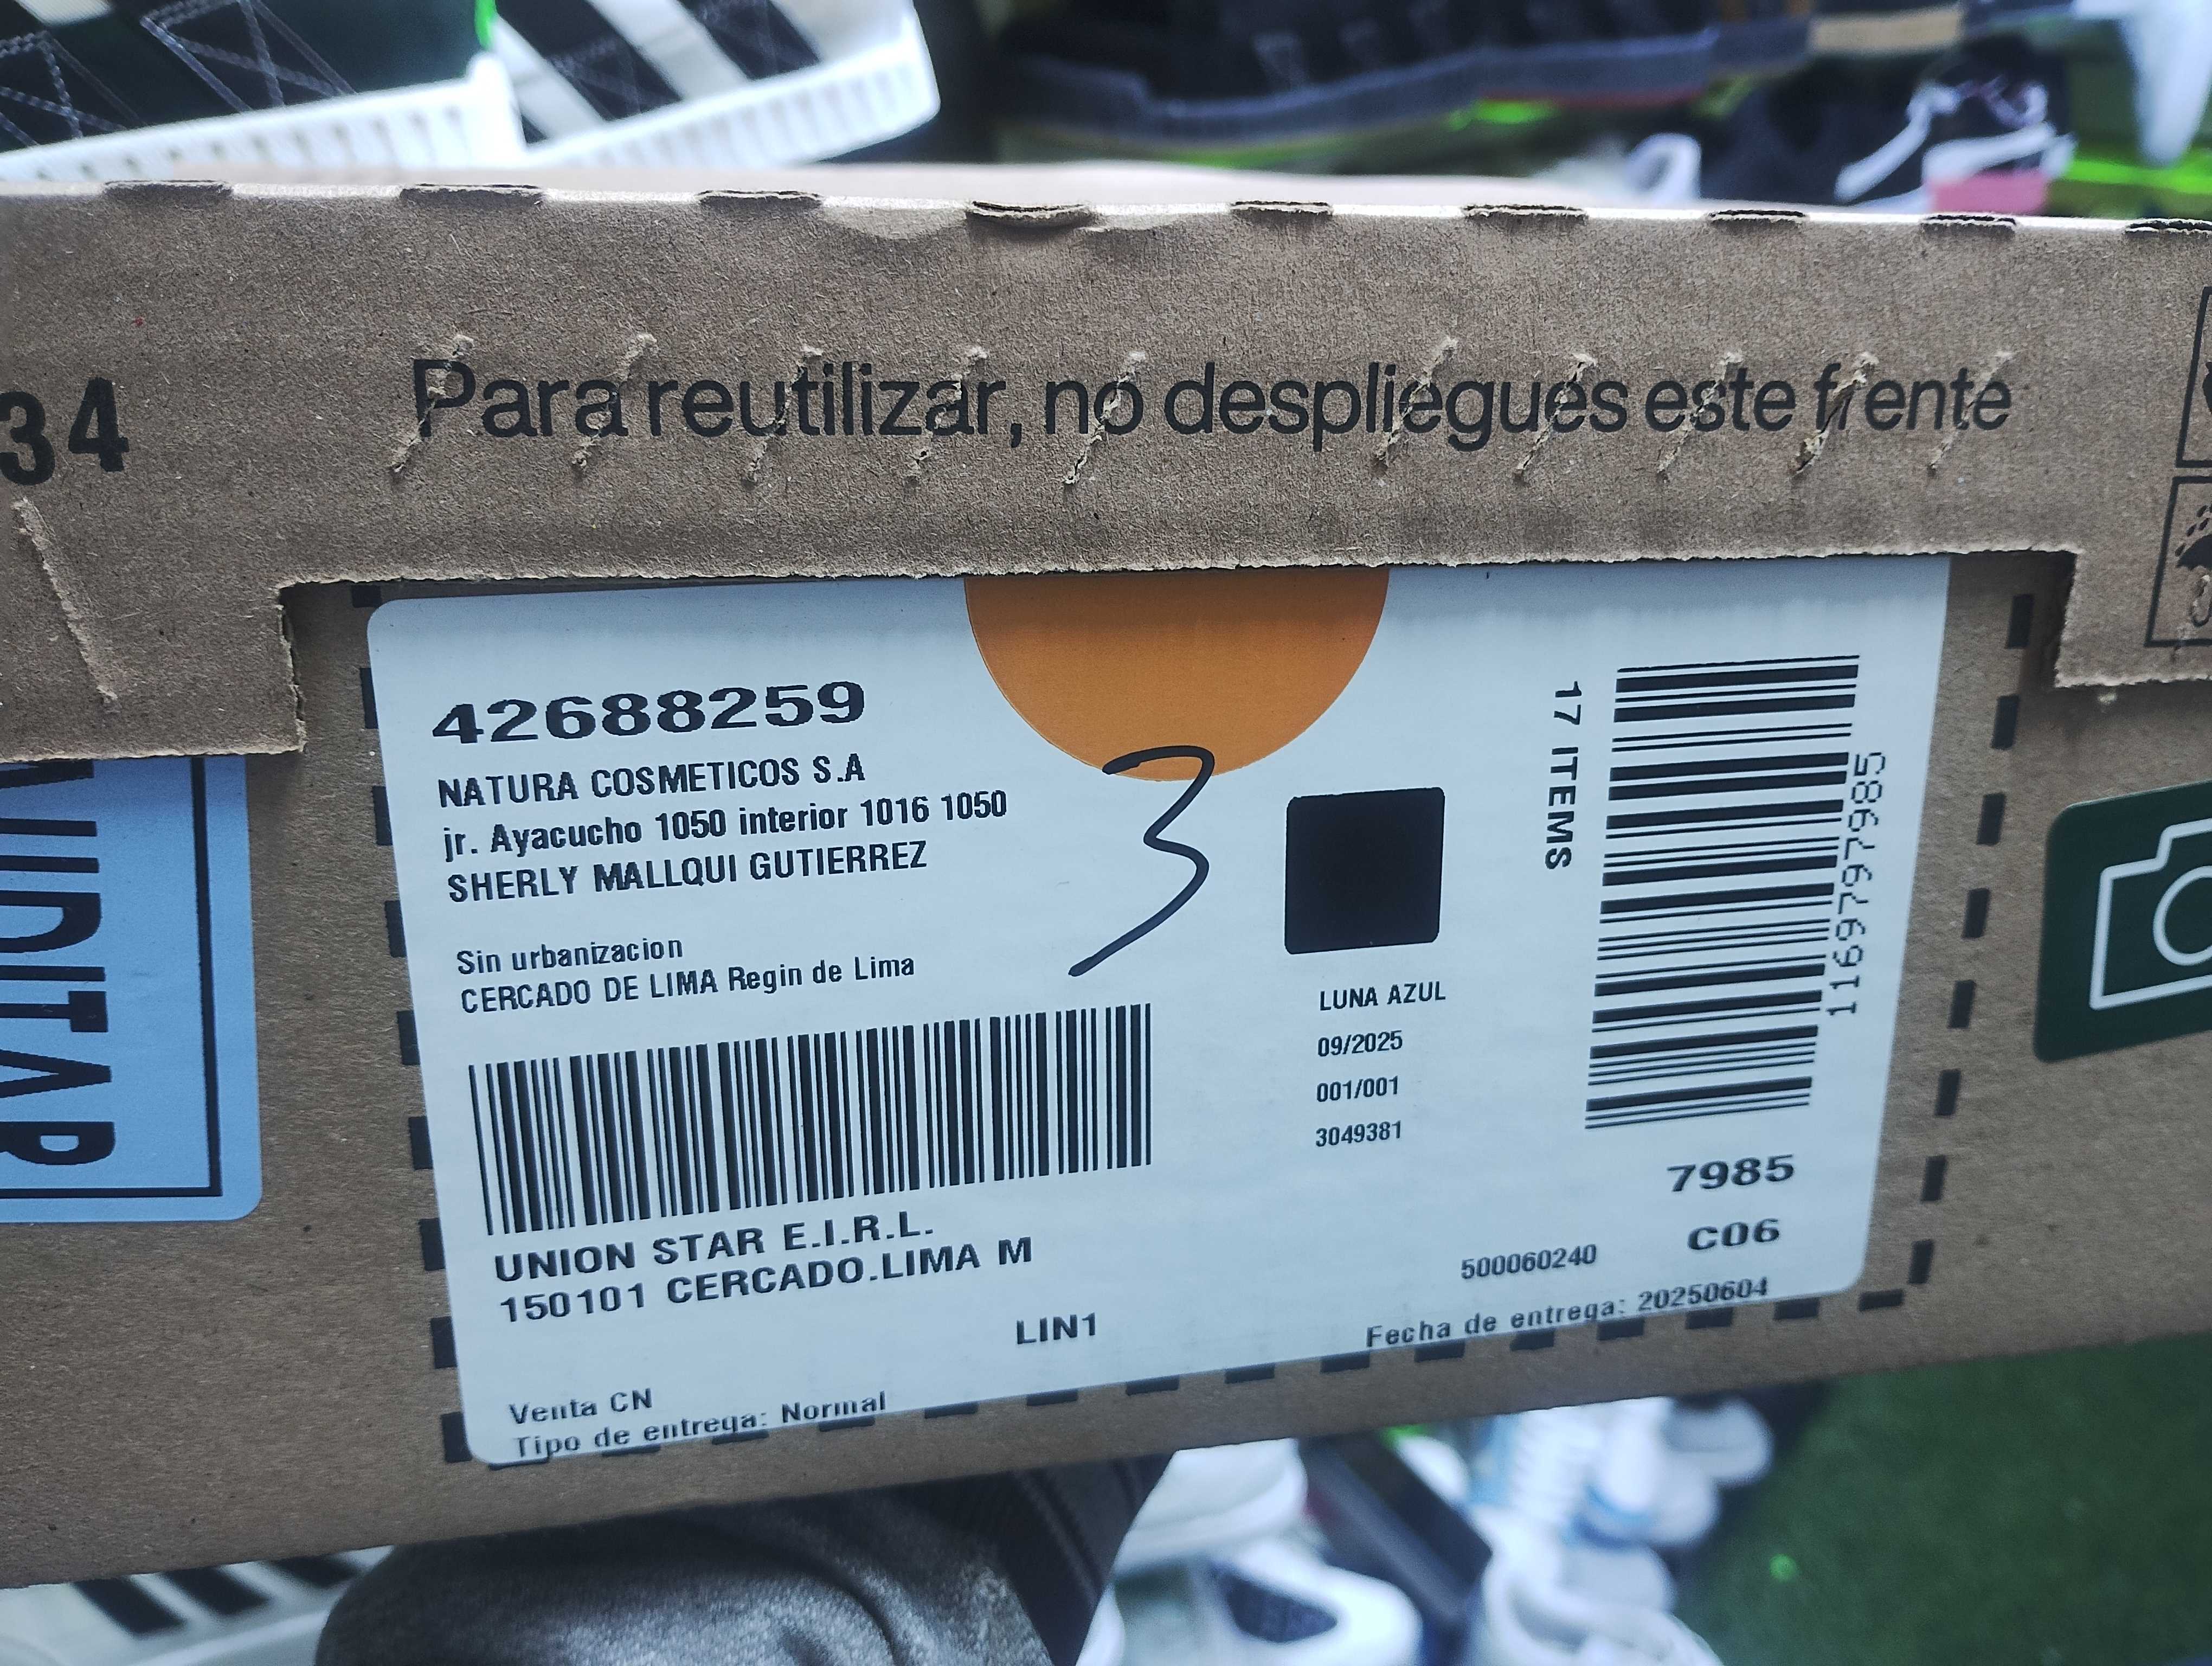 34
Para reutilizar, no despliegues este frente
42688259
NATURA COSMETICOS S.A
jr. Ayacucho 1050 interior 1016 1050
SHERLY MALLQUI GUTIERREZ
Sin urbanizacion
CERCADO DE LIMA Regin de Lima
UNION STAR E.I.R.L.
150101 CERCADO.LIMA M
LIN1
Venta CN
Tipo de entrega: Normal
3
LUNA AZUL
09/2025
001/001
3049381
17 ITEMS
1169797985
7985
C06
500060240
Fecha de entrega: 20250604